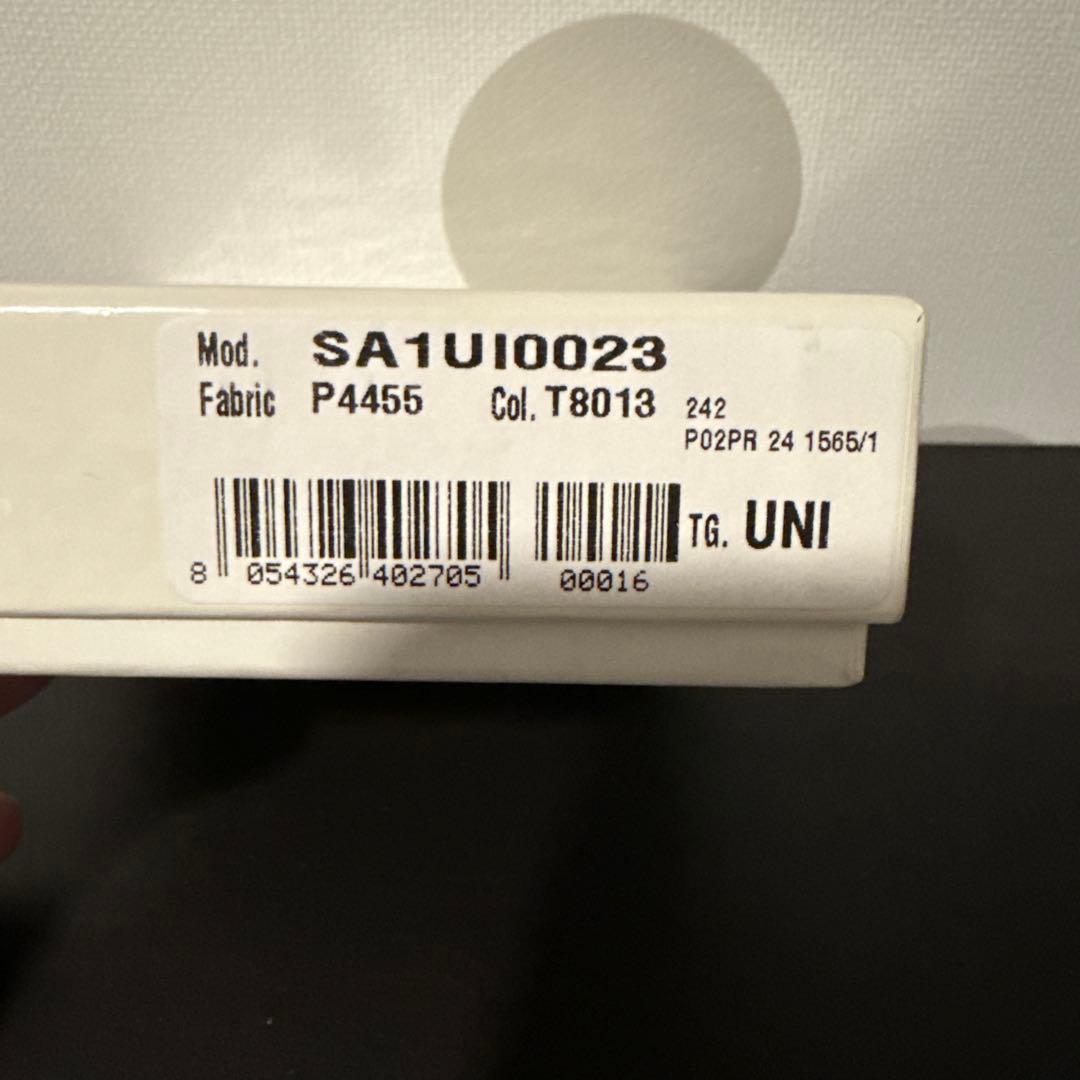 Mod. SA1UI0023
Fabric P4455 Col. T8013 242
P02PR 24 1565/1
TG. UNI
8 054326 402705 00016